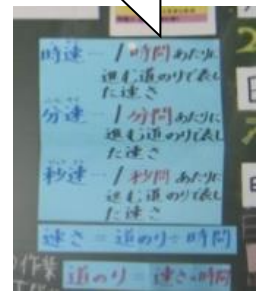 時速…1時間あたりに
進む道のりで表し
た速さ
分速…1分間あたりに
進む道のりで表し
た速さ
秒速…1秒間あたりに
進む道のりで表し
た速さ
速さ=道のり÷時間
作業
道のり=速さ×時間